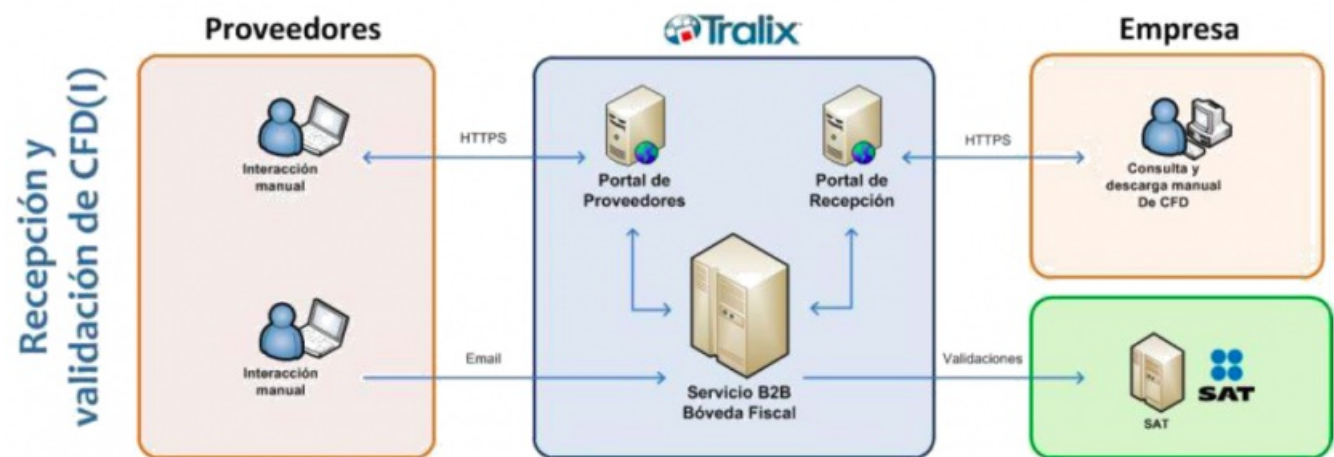 Recepción y
validación de CFD(I)
Proveedores
Tralix
Empresa
Interacción
manual
HTTPS
Portal de
Proveedores
Portal de
Recepción
HTTPS
Consulta y
descarga manual
De CFD
Interacción
manual
Email
Servicio B2B
Bóveda Fiscal
Validaciones
SAT
SAT